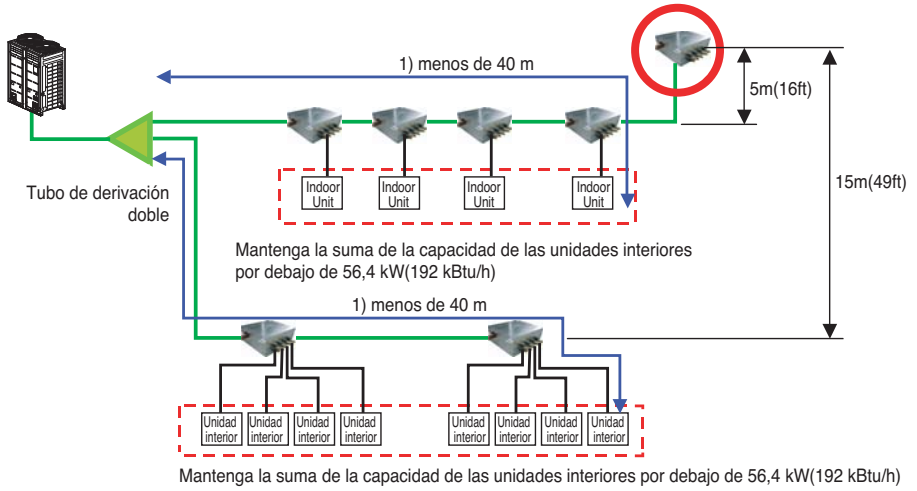 1) menos de 40 m
5m(16ft)
15m(49ft)
Tubo de derivación
doble
Indoor
Unit
Indoor
Unit
Indoor
Unit
Indoor
Unit
Mantenga la suma de la capacidad de las unidades interiores
por debajo de 56,4 kW(192 kBtu/h)
1) menos de 40 m
Unidad
interior
Unidad
interior
Unidad
interior
Unidad
interior
Unidad
interior
Unidad
interior
Unidad
interior
Unidad
interior
Mantenga la suma de la capacidad de las unidades interiores por debajo de 56,4 kW(192 kBtu/h)